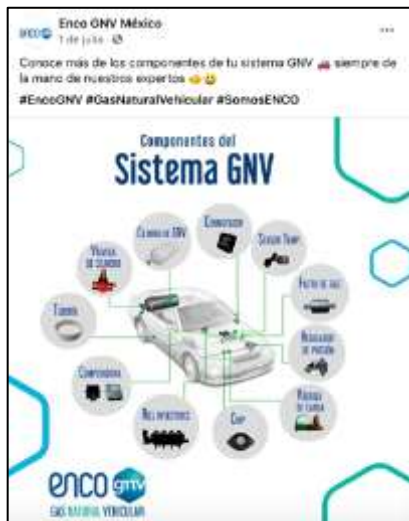 Enco GNV México
1 de julio
Conoce más de los componentes de tu sistema GNV siempre de
la mano de nuestros expertos
#EncoGNV #GasNaturalVehicular #SomosENCO
Componentes del
Sistema GNV
Cilindro de GNV
Conmutador
Sensor Temp.
Válvula
de cilindro
Filtro de gas
Tubería
Regulador
de presión
Computadora
Riel inyectores
Chip
Válvula
de carga
enco gnv
GAS NATURAL VEHICULAR